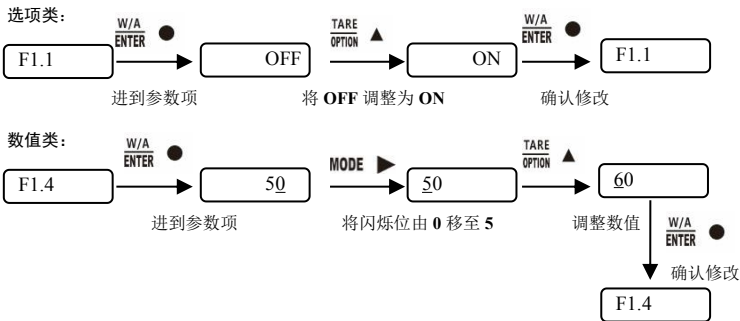 选项类：
W/A ENTER ● TARE OPTION ▲ W/A ENTER ●
F1.1 OFF ON F1.1
进到参数项 将 OFF 调整为 ON 确认修改
数值类：
W/A ENTER ● MODE ▶ TARE OPTION ▲
F1.4 50 50 60
进到参数项 将闪烁位由 0 移至 5 调整数值 W/A ENTER ●
确认修改
F1.4